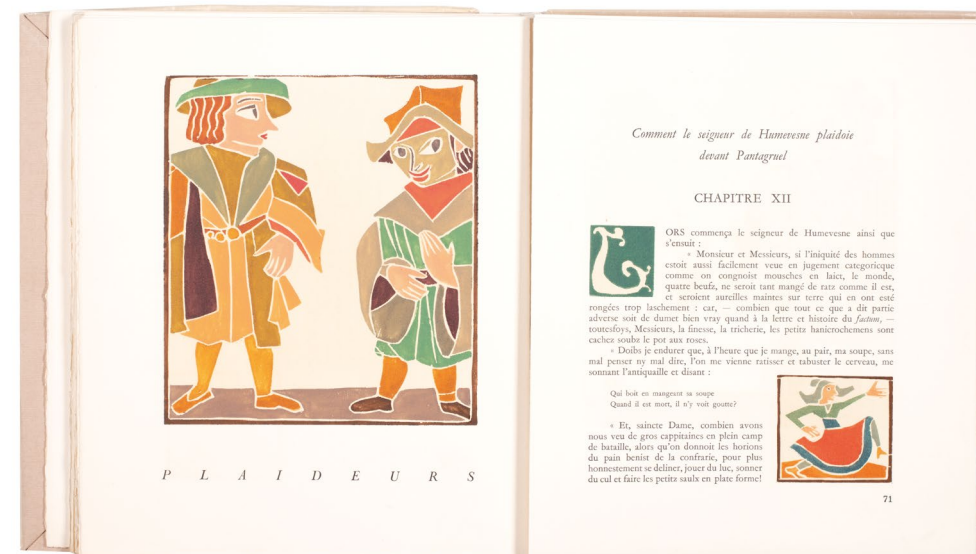 PLAIDEURS
Comment le seigneur de Humevesne plaidoie
devant Pantagruel
CHAPITRE XII
LORS commença le seigneur de Humevesne ainsi que
s'ensuit :
« Monsieur et Messieurs, si l'iniquité des hommes
estoit aussi facilement veue en jugement categoricque
comme on congnoist mousches en laict, le monde,
quatre beufz, ne seroit tant mangé de ratz comme il est,
et seroient aureilles maintes sur terre qui en ont esté
rongées trop laschement : car, — combien que tout ce que a dit partie
adverse soit de dumet bien vray quand à la lettre et histoire du factum, —
toutesfoys, Messieurs, la finesse, la tricherie, les petitz hanicrochemens sont
cachez soubz le pot aux roses.
« Doibs je endurer que, à l'heure que je mange, au pair, ma soupe, sans
mal penser ny mal dire, l'on me vienne ratisser et tabuster le cerveau, me
sonnant l'antiquaille et disant :
Qui boit en mangeant sa soupe
Quand il est mort, il n'y voit goutte?
« Et, saincte Dame, combien avons
nous veu de gros cappitaines en plein camp
de bataille, alors qu'on donnoit les horions
du pain benist de la confrarie, pour plus
honnestement se deliner, jouer du luc, sonner
du cul et faire les petitz saulx en plate forme!
71